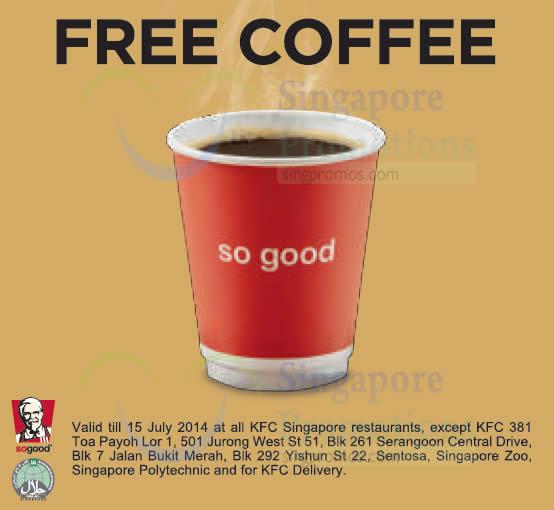 FREE COFFEE
Singapore
Promotions
singpromos.com
so good
Singapore
Valid till 15 July 2014 at all KFC Singapore restaurants, except KFC 381
Toa Payoh Lor 1, 501 Jurong West St 51, Blk 261 Serangoon Central Drive,
Blk 7 Jalan Bukit Merah, Blk 292 Yishun St 22, Sentosa, Singapore Zoo,
Singapore Polytechnic and for KFC Delivery.
sogood
حلال
SINGAPORE